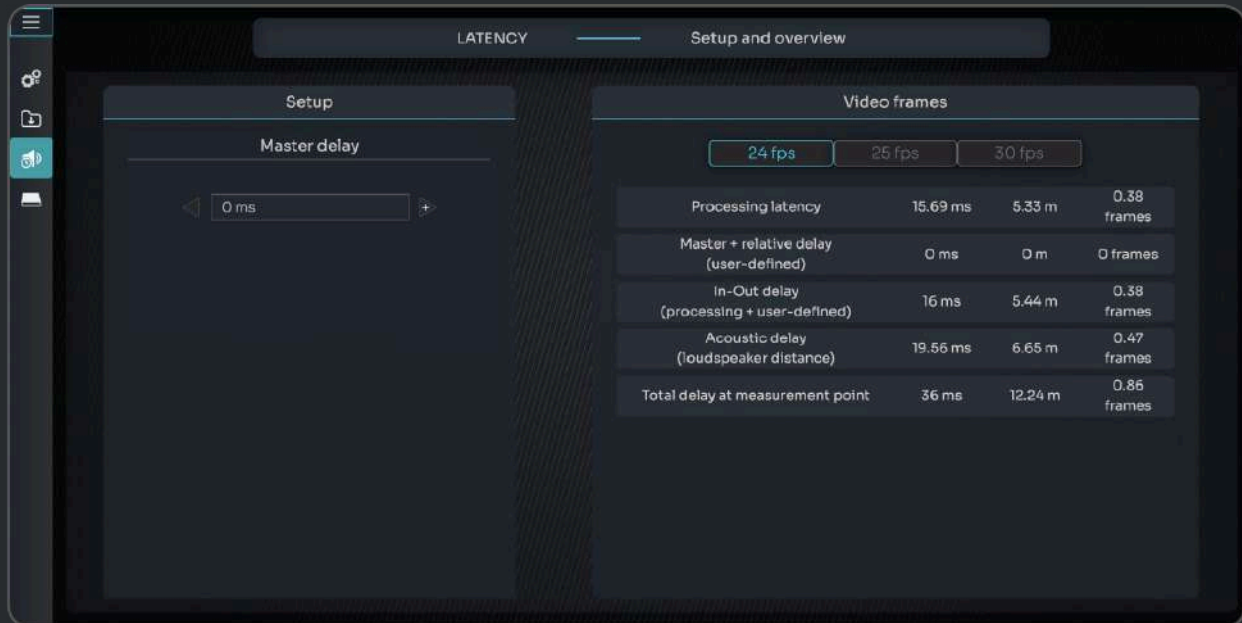 LATENCY Setup and overview
Setup
Master delay
0 ms +
Video frames
24 fps 25 fps 30 fps
Processing latency 15.69 ms 5.33 m 0.38
frames
Master + relative delay
(user-defined) 0 ms 0 m 0 frames
In-Out delay
(processing + user-defined) 16 ms 5.44 m 0.38
frames
Acoustic delay
(loudspeaker distance) 19.56 ms 6.65 m 0.47
frames
Total delay at measurement point 36 ms 12.24 m 0.86
frames